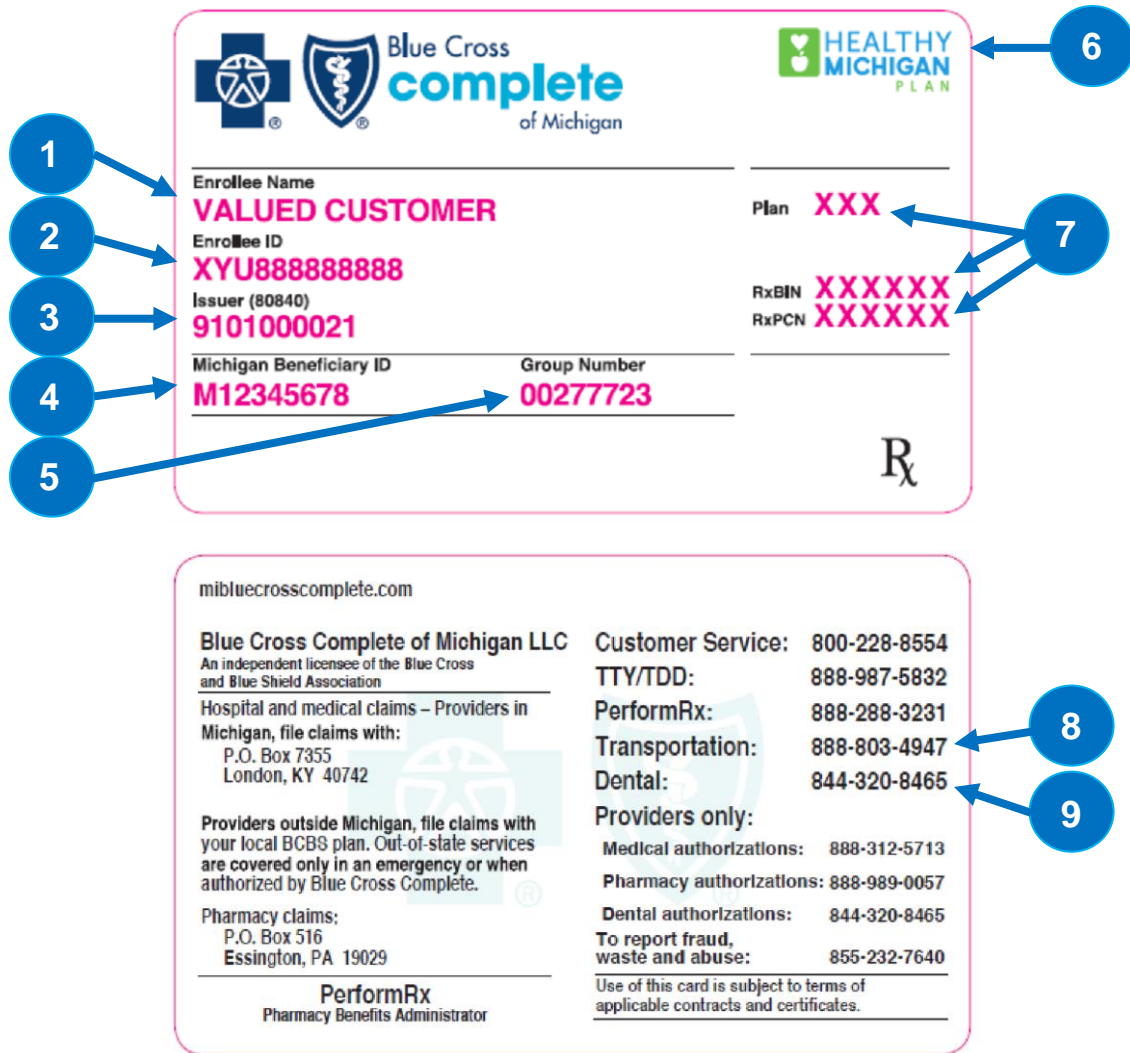 Blue Cross
complete
of Michigan
HEALTHY
MICHIGAN
PLAN
6
1
Enrollee Name
VALUED CUSTOMER
Plan XXX
2
Enrollee ID
XYU888888888
7
3
Issuer (80840)
9101000021
RxBIN XXXXXX
RxPCN XXXXXX
4
Michigan Beneficiary ID
M12345678
Group Number
00277723
5
Rx
mibluecrosscomplete.com
Blue Cross Complete of Michigan LLC
An independent licensee of the Blue Cross
and Blue Shield Association
Hospital and medical claims – Providers in
Michigan, file claims with:
P.O. Box 7355
London, KY 40742
Providers outside Michigan, file claims with
your local BCBS plan. Out-of-state services
are covered only in an emergency or when
authorized by Blue Cross Complete.
Pharmacy claims:
P.O. Box 516
Essington, PA 19029
PerformRx
Pharmacy Benefits Administrator
Customer Service: 800-228-8554
TTY/TDD: 888-987-5832
PerformRx: 888-288-3231
Transportation: 888-803-4947
8
Dental: 844-320-8465
9
Providers only:
Medical authorizations: 888-312-5713
Pharmacy authorizations: 888-989-0057
Dental authorizations: 844-320-8465
To report fraud,
waste and abuse: 855-232-7640
Use of this card is subject to terms of
applicable contracts and certificates.